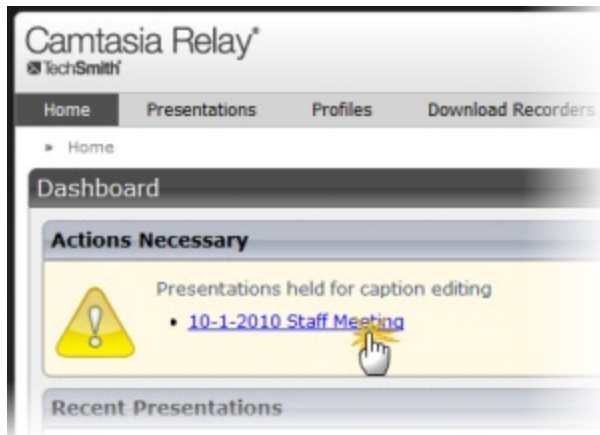 Camtasia Relay
TechSmith
Home Presentations Profiles Download Recorders
» Home
Dashboard
Actions Necessary
Presentations held for caption editing
• 10-1-2010 Staff Meeting
Recent Presentations